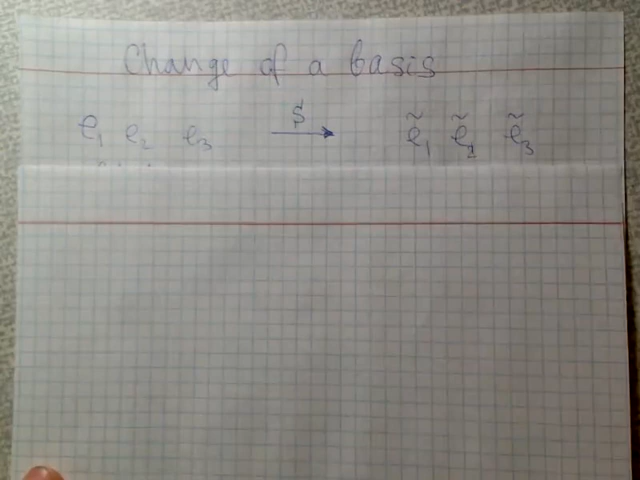 Change of a basis
e₁ e₂ e₃ S→ ẽ₁ ẽ₂ ẽ₃